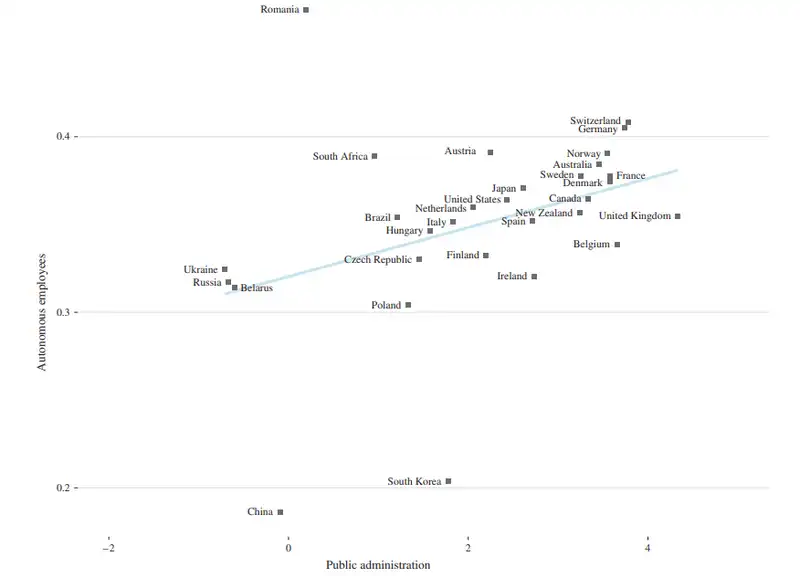 Romania
Switzerland
0.4
Germany
Austria
Norway
South Africa
Australia
Sweden
France
Denmark
Japan
United States
Canada
Netherlands
New Zealand
Brazil
Italy
Spain
United Kingdom
Hungary
Belgium
Finland
Czech Republic
Ukraine
Ireland
Russia
Belarus
Poland
0.3
Autonomous employees
South Korea
0.2
China
−2
0
2
4
Public administration